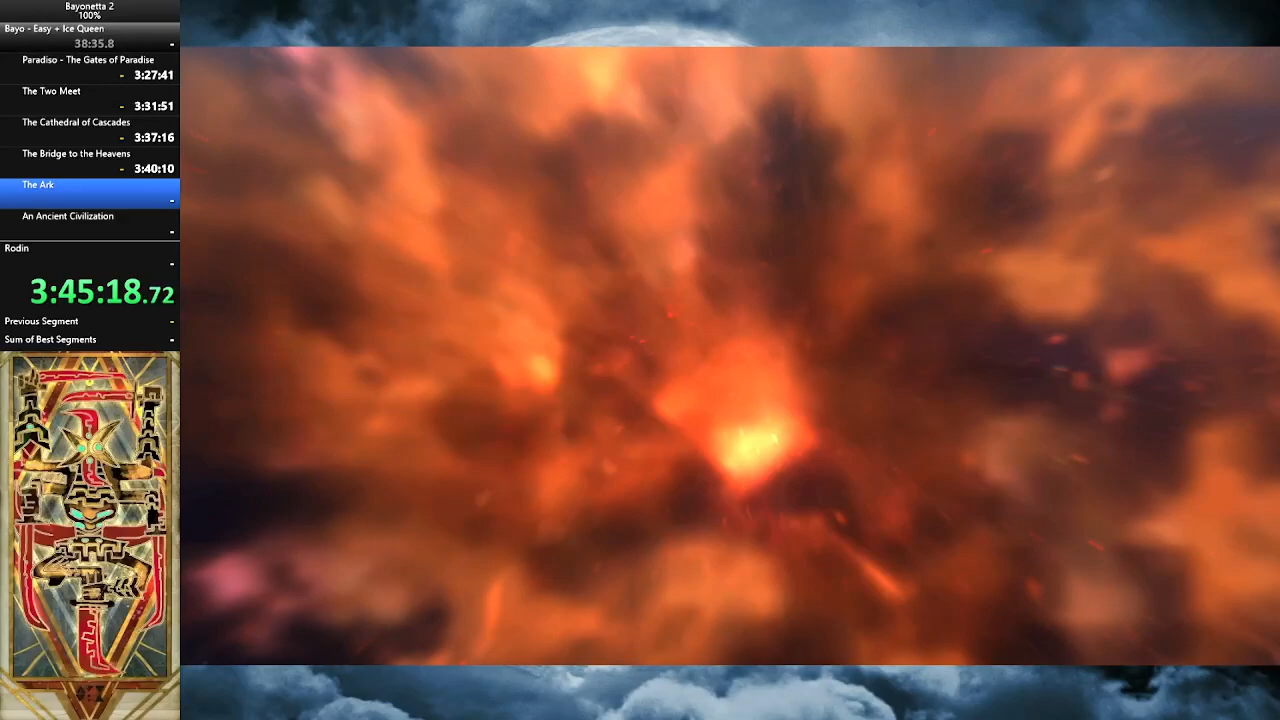 Bayonetta 2
100%
Bayo - Easy + Ice Queen
38:35.8 -
Paradiso - The Gates of Paradise
- 3:27:41
The Two Meet
- 3:31:51
The Cathedral of Cascades
- 3:37:16
The Bridge to the Heavens
- 3:40:10
The Ark
-
An Ancient Civilization
-
Rodin
-
3:45:18.72
Previous Segment -
Sum of Best Segments -